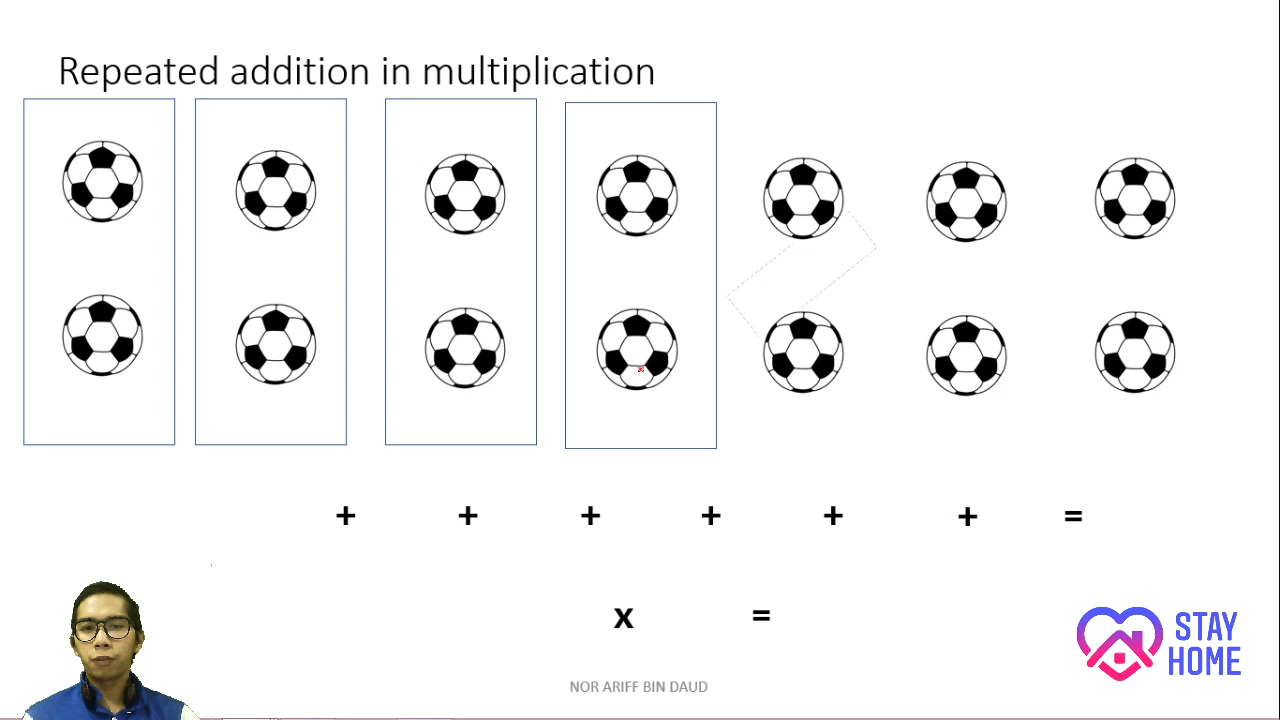 Repeated addition in multiplication
+ + + + + + =
x =
STAY
HOME
NOR ARIFF BIN DAUD